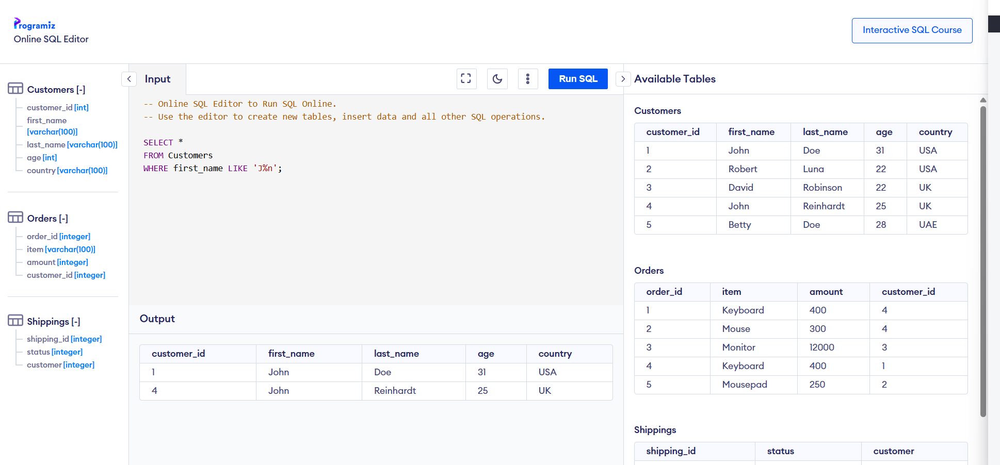 Programiz
Online SQL Editor
Interactive SQL Course
Customers [-]
customer_id [int]
first_name
[varchar(100)]
last_name [varchar(100)]
age [int]
country [varchar(100)]
Orders [-]
order_id [integer]
item [varchar(100)]
amount [integer]
customer_id [integer]
Shippings [-]
shipping_id [integer]
status [integer]
customer [integer]
Input
Run SQL
-- Online SQL Editor to Run SQL Online.
-- Use the editor to create new tables, insert data and all other SQL operations.
SELECT *
FROM Customers
WHERE first_name LIKE 'J%n';
Output
customer_id first_name last_name age country
1 John Doe 31 USA
4 John Reinhardt 25 UK
Available Tables
Customers
customer_id first_name last_name age country
1 John Doe 31 USA
2 Robert Luna 22 USA
3 David Robinson 22 UK
4 John Reinhardt 25 UK
5 Betty Doe 28 UAE
Orders
order_id item amount customer_id
1 Keyboard 400 4
2 Mouse 300 4
3 Monitor 12000 3
4 Keyboard 400 1
5 Mousepad 250 2
Shippings
shipping_id status customer